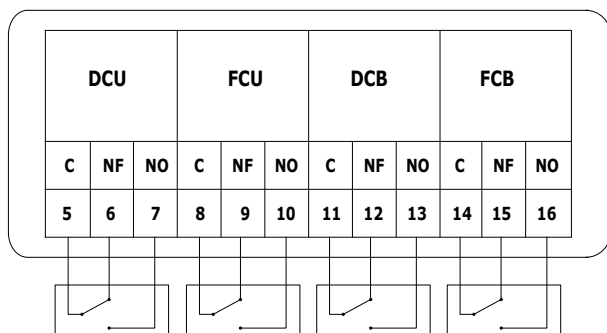 DCU FCU DCB FCB
C NF NO C NF NO C NF NO C NF NO
5 6 7 8 9 10 11 12 13 14 15 16